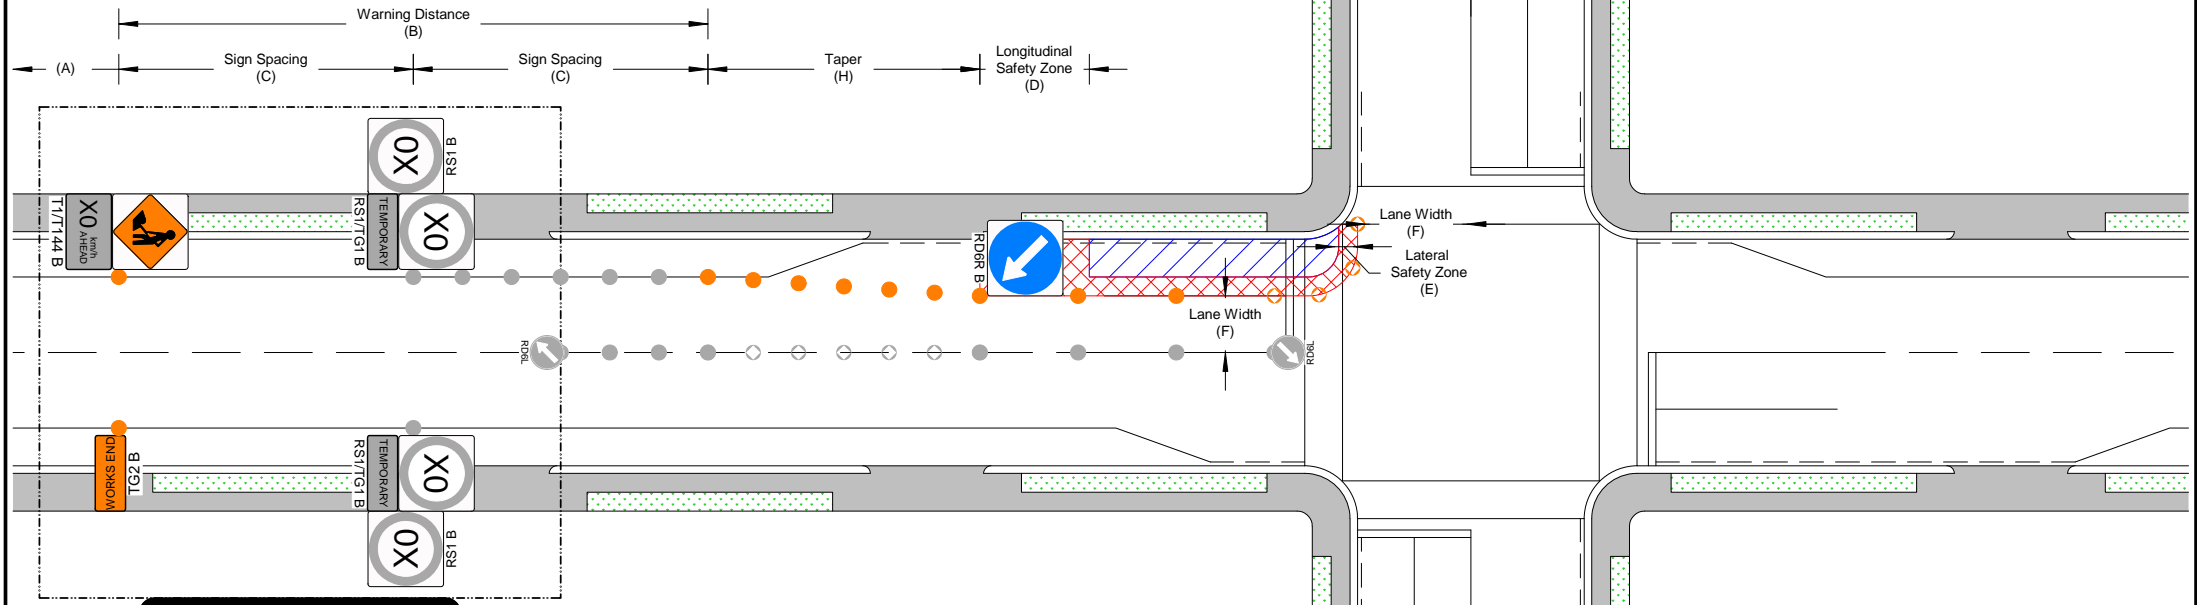 Warning Distance
(B)
(A)
Sign Spacing
(C)
Sign Spacing
(C)
Taper
(H)
Longitudinal
Safety Zone
(D)
X0
RS1 B
T1/T144 B
X0 km/h
AHEAD
RS1/TG1 B
TEMPORARY
X0
RD6R B
Lane Width
(F)
Lateral
Safety Zone
(E)
Lane Width
(F)
RD6L
RD6L
WORKS END
TG2 B
RS1/TG1 B
TEMPORARY
X0
X0
RS1 B